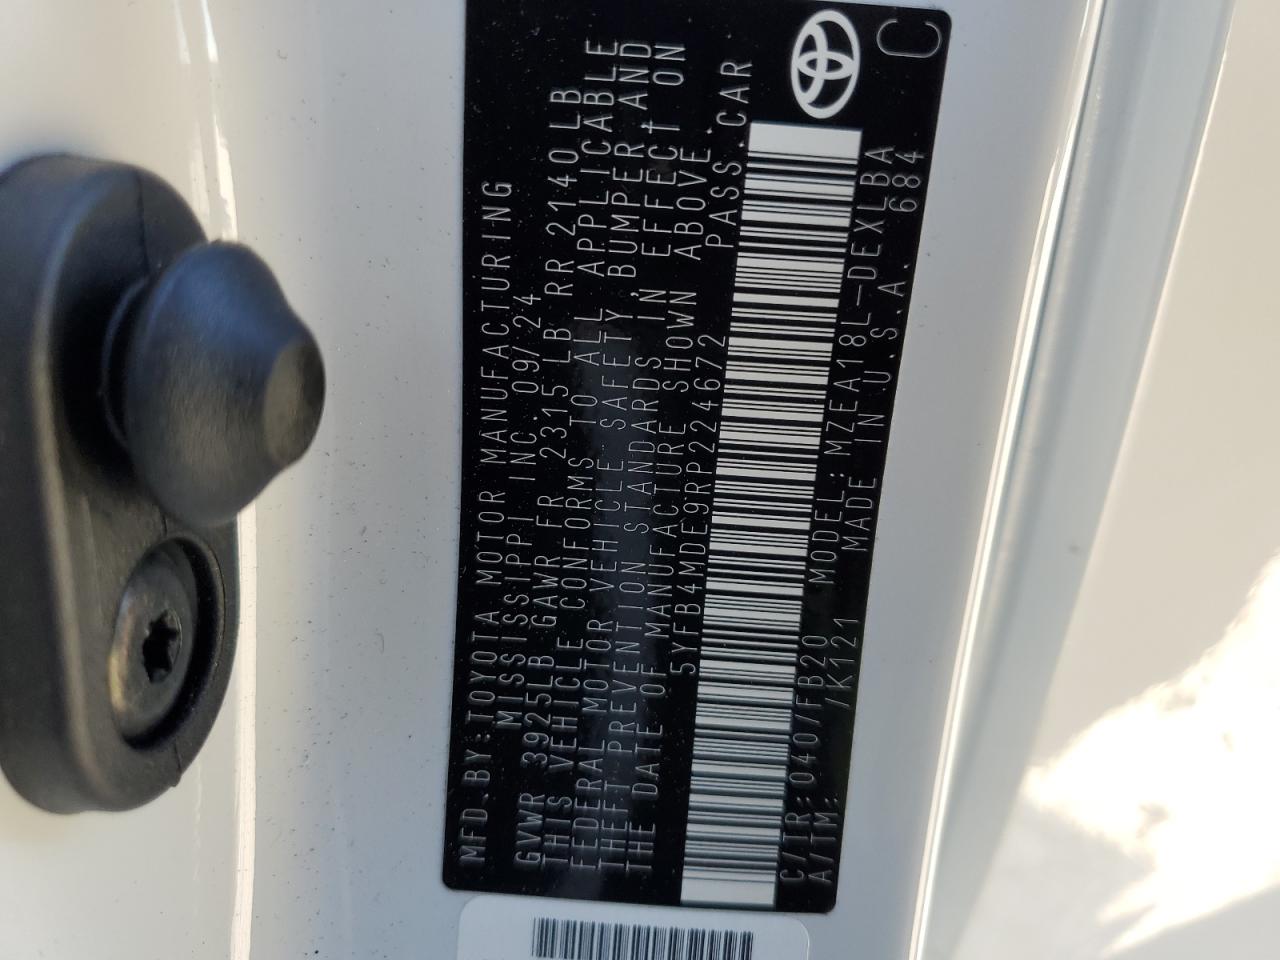 MFD. BY: TOYOTA MOTOR MANUFACTURING
MISSISSIPPI INC. 09/24
GVWR 3925LB GAWR FR 2315LB RR 2140LB
THIS VEHICLE CONFORMS TO ALL APPLICABLE
FEDERAL MOTOR VEHICLE SAFETY, BUMPER, AND
THEFT PREVENTION STANDARDS IN EFFECT ON
THE DATE OF MANUFACTURE SHOWN ABOVE.
5YFB4MDE9RP224672 PASS. CAR
C/TR: 040/FB20 MODEL: MZEA18L-DEXLBA
A/TM: /K121 MADE IN U.S.A. 684
C